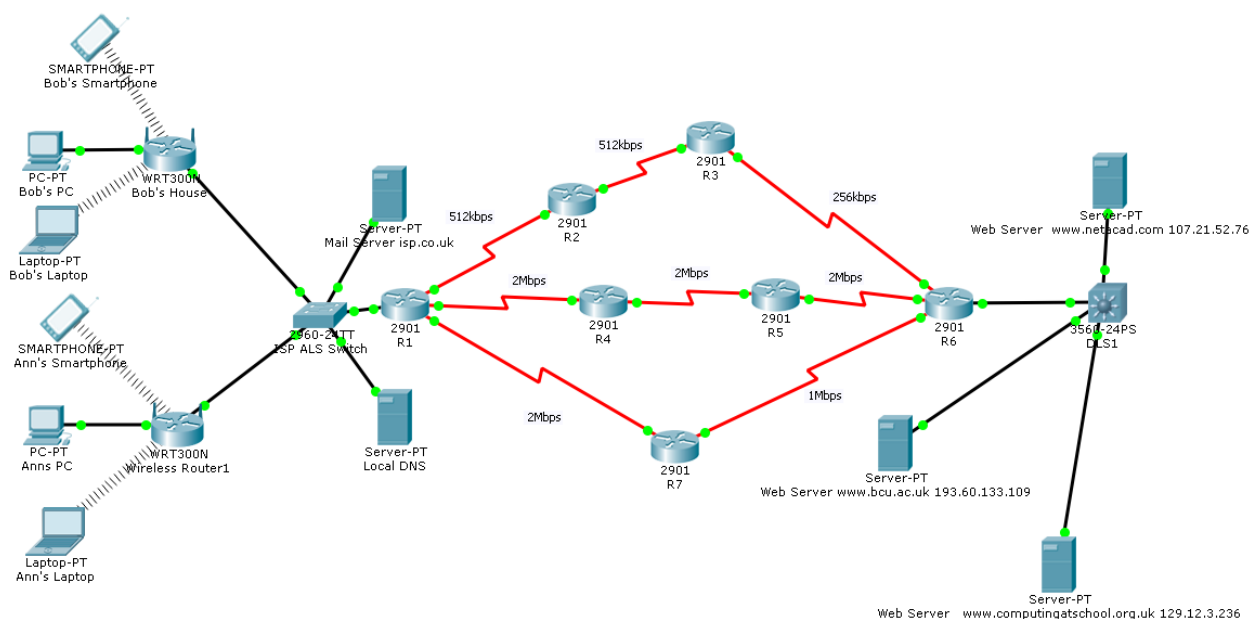 SMARTPHONE-PT
Bob's Smartphone
PC-PT
Bob's PC
WRT300N
Bob's House
Laptop-PT
Bob's Laptop
Server-PT
Mail Server isp.co.uk
SMARTPHONE-PT
Ann's Smartphone
2960-24TT
ISP ALS Switch
PC-PT
Anns PC
WRT300N
Wireless Router1
Laptop-PT
Ann's Laptop
Server-PT
Local DNS
2901
R1
512kbps
2901
R2
512kbps
2901
R3
256kbps
2Mbps
2901
R4
2Mbps
2901
R5
2Mbps
2901
R6
2Mbps
2901
R7
1Mbps
3560-24PS
DLS1
Server-PT
Web Server www.netacad.com 107.21.52.76
Server-PT
Web Server www.bcu.ac.uk 193.60.133.109
Server-PT
Web Server www.computingatschool.org.uk 129.12.3.236